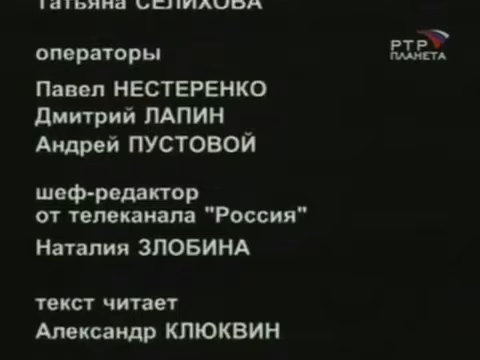 Татьяна СЕЛИХОВА
операторы
РТР
ПЛАНЕТА
Павел НЕСТЕРЕНКО
Дмитрий ЛАПИН
Андрей ПУСТОВОЙ
шеф-редактор
от телеканала "Россия"
Наталия ЗЛОБИНА
текст читает
Александр КЛЮКВИН